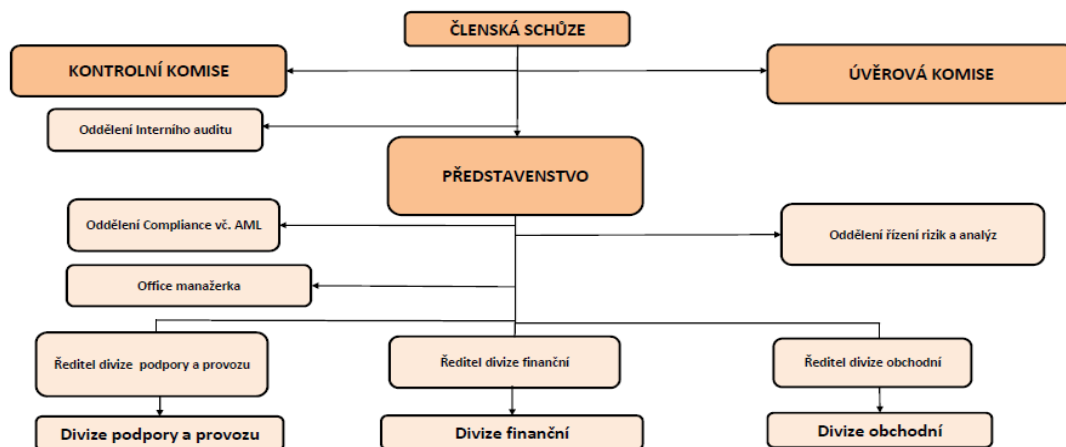 ČLENSKÁ SCHŮZE
KONTROLNÍ KOMISE
ÚVĚROVÁ KOMISE
Oddělení Interního auditu
PŘEDSTAVENSTVO
Oddělení Compliance vč. AML
Oddělení řízení rizik a analýz
Office manažerka
Ředitel divize podpory a provozu
Ředitel divize finanční
Ředitel divize obchodní
Divize podpory a provozu
Divize finanční
Divize obchodní